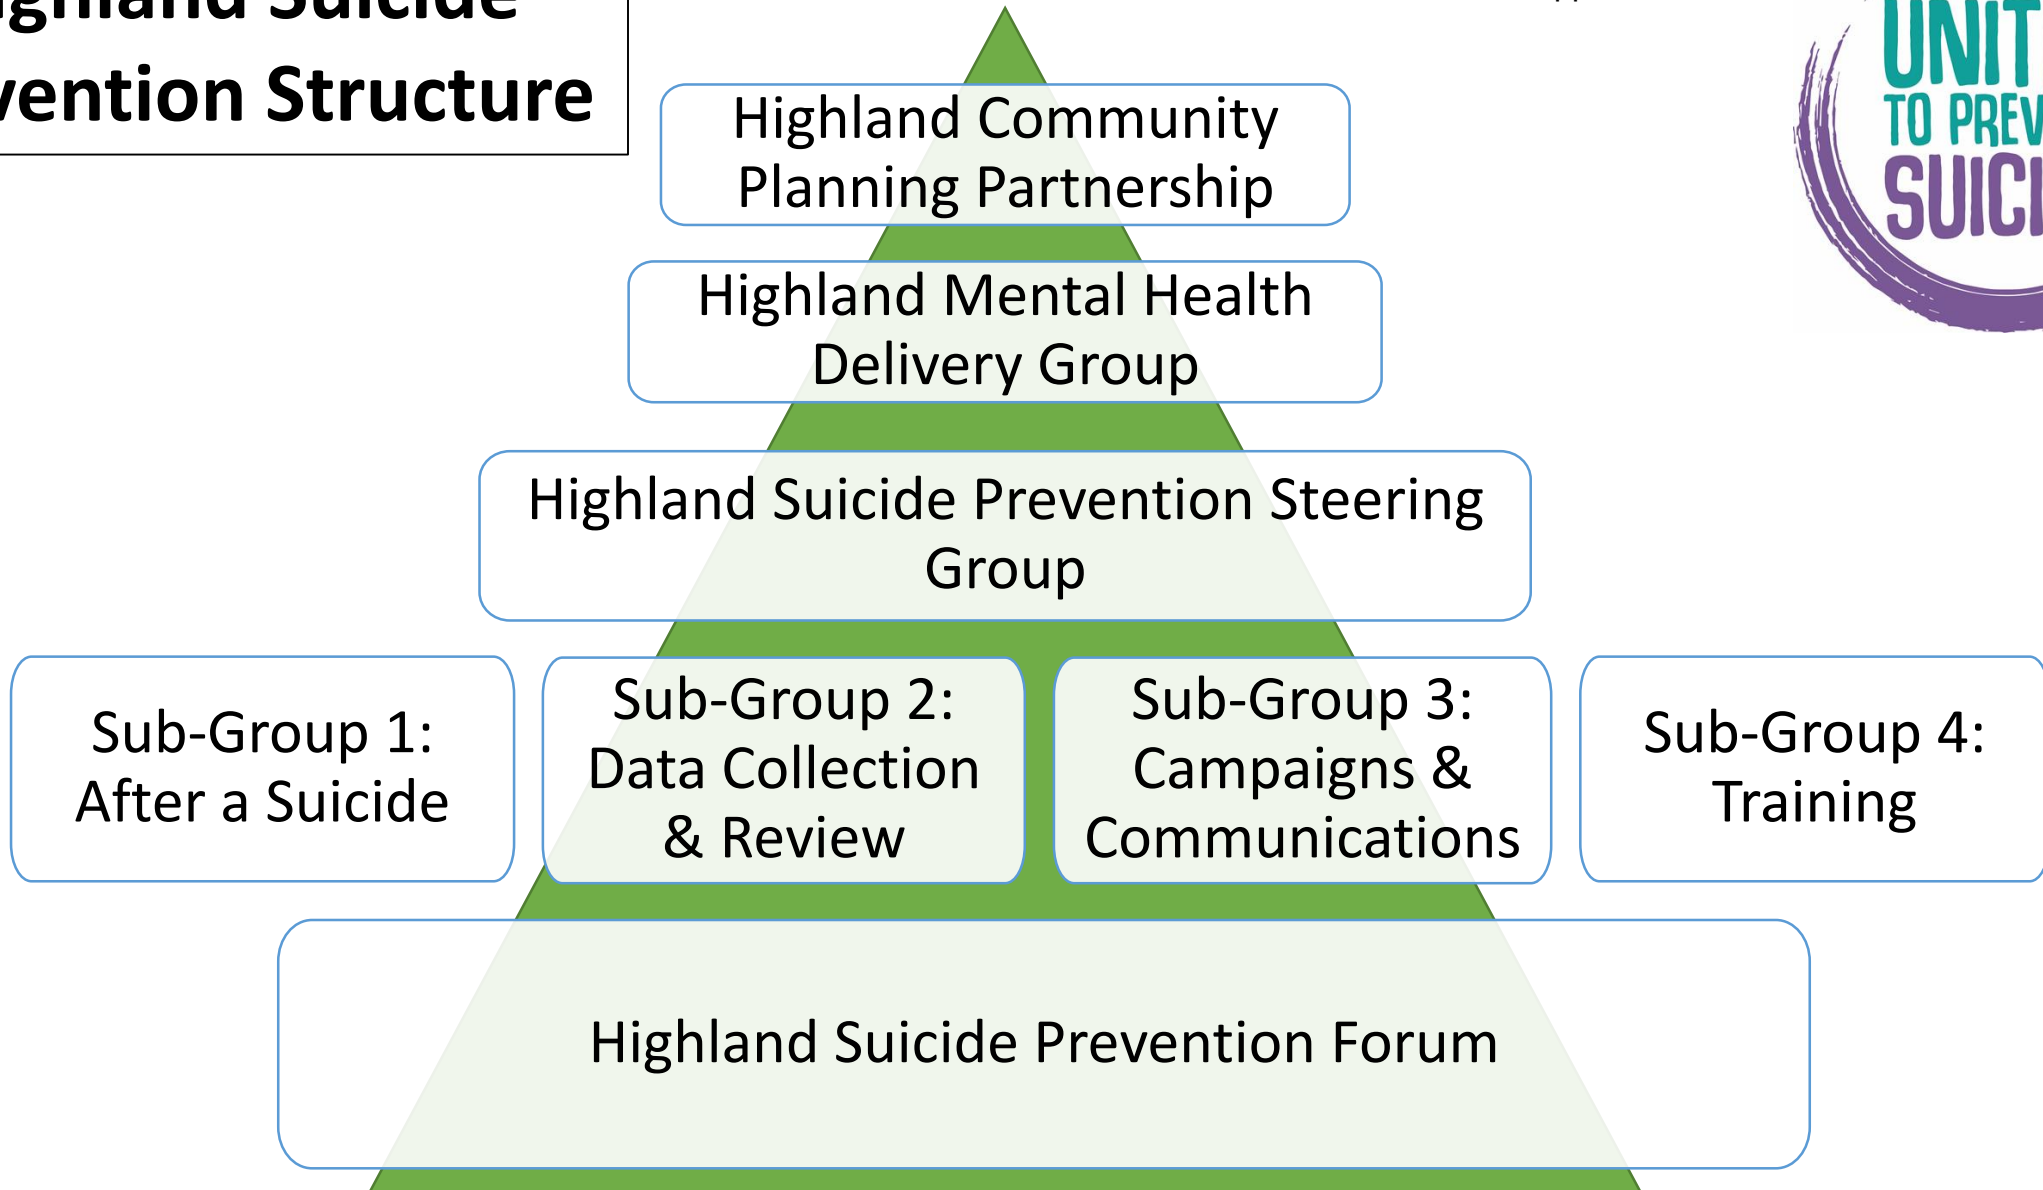 Highland Suicide
Prevention Structure
UNIT
TO PREV
SUICI
Highland Community
Planning Partnership
Highland Mental Health
Delivery Group
Highland Suicide Prevention Steering
Group
Sub-Group 1:
After a Suicide
Sub-Group 2:
Data Collection
& Review
Sub-Group 3:
Campaigns &
Communications
Sub-Group 4:
Training
Highland Suicide Prevention Forum